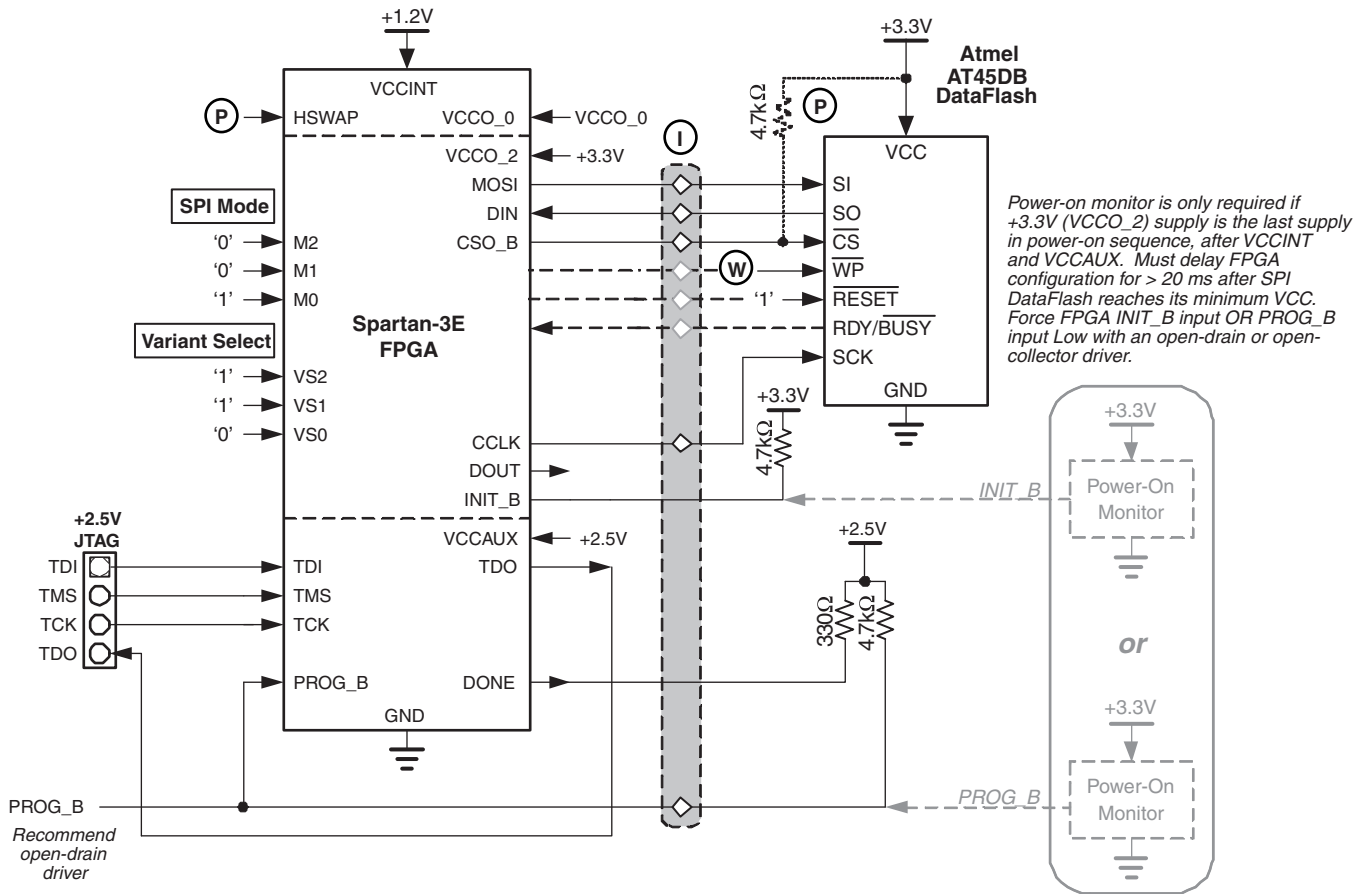 +1.2V
+3.3V
Atmel
AT45DB
DataFlash
VCCINT
P
HSWAP
VCCO_0
VCCO_0
4.7kΩ
P
I
VCC
VCCO_2
+3.3V
MOSI
SI
SPI Mode
DIN
SO
'0'
M2
CSO_B
CS
'0'
M1
W
WP
'1'
M0
'1'
RESET
Spartan-3E
FPGA
RDY/BUSY
Variant Select
SCK
'1'
VS2
'1'
VS1
'0'
VS0
GND
Power-on monitor is only required if
+3.3V (VCCO_2) supply is the last supply
in power-on sequence, after VCCINT
and VCCAUX. Must delay FPGA
configuration for > 20 ms after SPI
DataFlash reaches its minimum VCC.
Force FPGA INIT_B input OR PROG_B
input Low with an open-drain or open-
collector driver.
+3.3V
4.7kΩ
CCLK
DOUT
INIT_B
INIT_B
+3.3V
Power-On
Monitor
+2.5V
JTAG
VCCAUX
+2.5V
+2.5V
TDI
TDI
TDO
TMS
TMS
TCK
TCK
TDO
330Ω
4.7kΩ
or
PROG_B
DONE
GND
+3.3V
Power-On
Monitor
PROG_B
PROG_B
Recommend
open-drain
driver